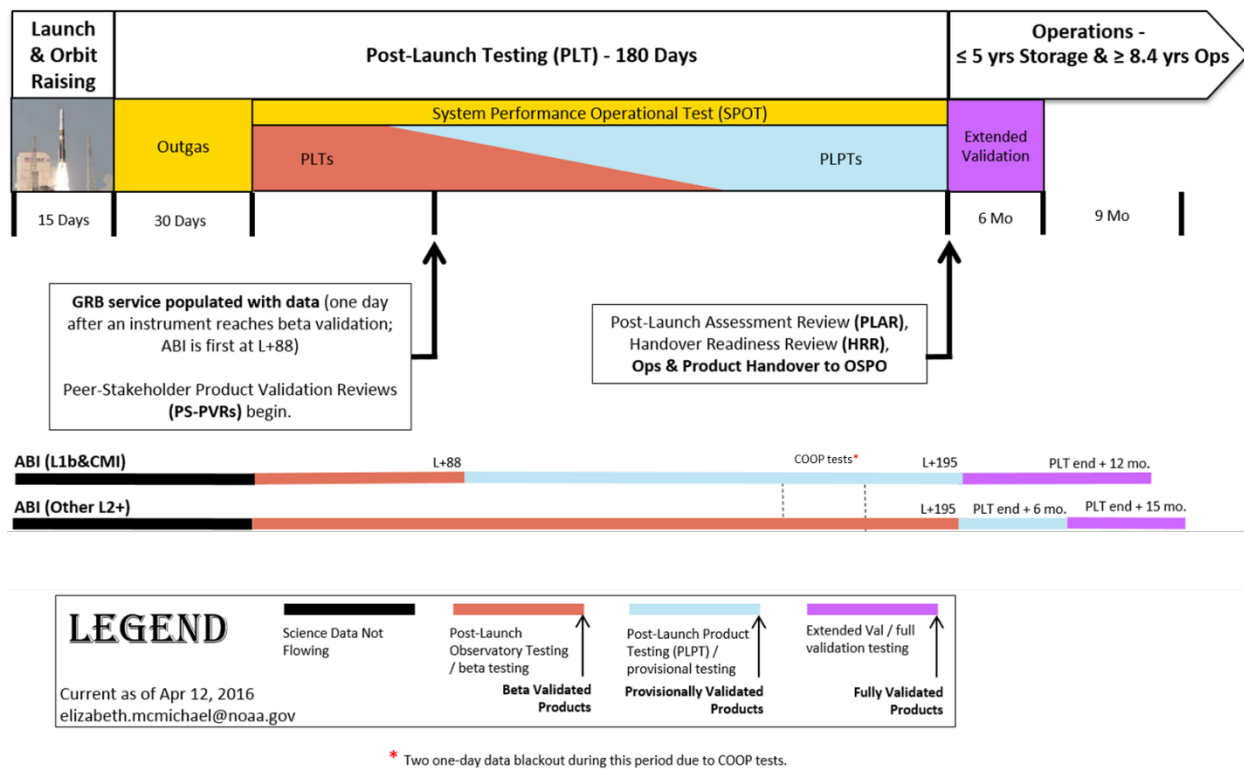 Launch
& Orbit
Raising
Post-Launch Testing (PLT) - 180 Days
Operations -
≤ 5 yrs Storage & ≥ 8.4 yrs Ops
System Performance Operational Test (SPOT)
Outgas
PLTs
PLPTs
Extended
Validation
15 Days
30 Days
6 Mo
9 Mo
GRB service populated with data (one day
after an instrument reaches beta validation;
ABI is first at L+88)
Peer-Stakeholder Product Validation Reviews
(PS-PVRs) begin.
Post-Launch Assessment Review (PLAR),
Handover Readiness Review (HRR),
Ops & Product Handover to OSPO
ABI (L1b&CMI)
L+88
COOP tests*
L+195
PLT end + 12 mo.
ABI (Other L2+)
L+195
PLT end + 6 mo.
PLT end + 15 mo.
LEGEND
Current as of Apr 12, 2016
elizabeth.mcmichael@noaa.gov
Science Data Not
Flowing
Post-Launch
Observatory Testing
/ beta testing
Beta Validated
Products
Post-Launch Product
Testing (PLPT) /
provisional testing
Provisionally Validated
Products
Extended Val / full
validation testing
Fully Validated
Products
* Two one-day data blackout during this period due to COOP tests.